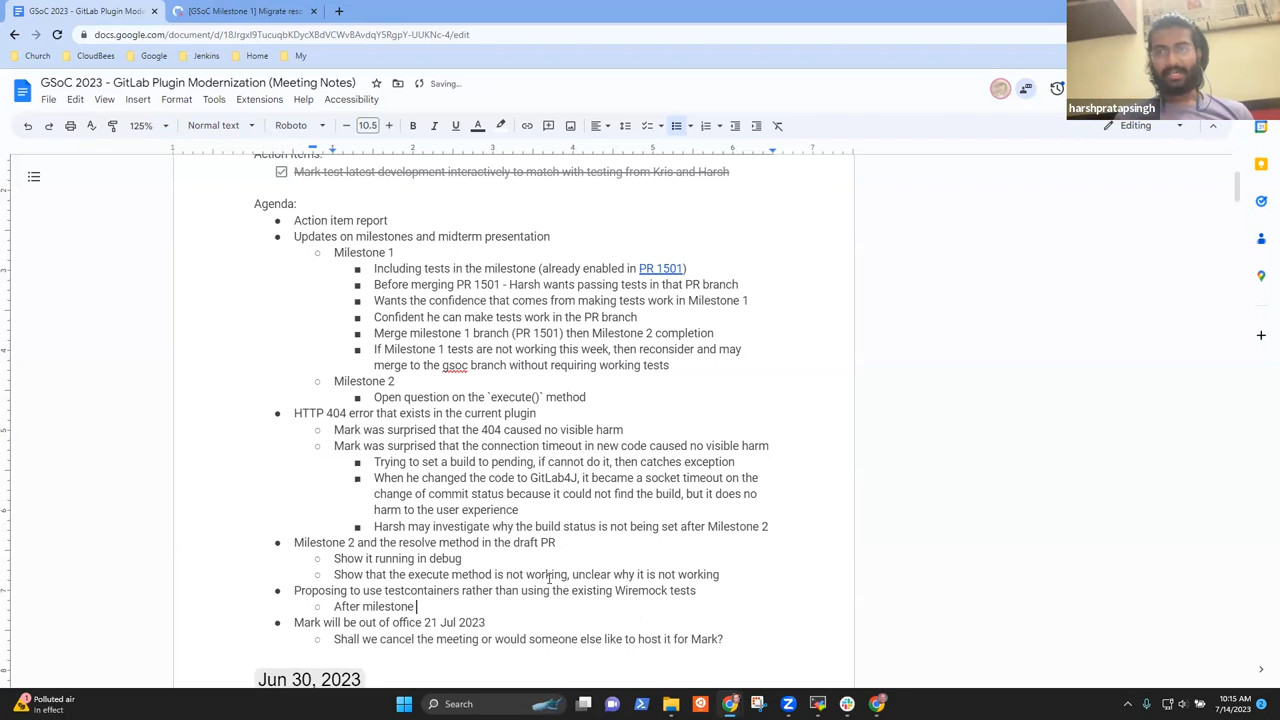 GSoC 2023 - GitLab Plugin Moder
[GSoC Milestone 1] Migrate reso
docs.google.com/document/d/18JrgxI9TucuqbKDycXBdVCWvBAvdqY5RgpY-UUKNc-4/edit
Church
CloudBees
Google
Jenkins
Home
My
GSoC 2023 - GitLab Plugin Modernization (Meeting Notes)
Saving...
File Edit View Insert Format Tools Extensions Accessibility
125%
Normal text
Roboto
10.5
Editing
harshpratapsingh
1 1 2 3 4 5 6 7
Action items:
Mark test latest development interactively to match with testing from Kris and Harsh
Agenda:
● Action item report
● Updates on milestones and midterm presentation
○ Milestone 1
■ Including tests in the milestone (already enabled in PR 1501)
■ Before merging PR 1501 - Harsh wants passing tests in that PR branch
■ Wants the confidence that comes from making tests work in Milestone 1
■ Confident he can make tests work in the PR branch
■ Merge milestone 1 branch (PR 1501) then Milestone 2 completion
■ If Milestone 1 tests are not working this week, then reconsider and may
merge to the gsoc branch without requiring working tests
○ Milestone 2
■ Open question on the `execute()` method
● HTTP 404 error that exists in the current plugin
○ Mark was surprised that the 404 caused no visible harm
○ Mark was surprised that the connection timeout in new code caused no visible harm
■ Trying to set a build to pending, if cannot do it, then catches exception
■ When he changed the code to GitLab4J, it became a socket timeout on the
change of commit status because it could not find the build, but it does no
harm to the user experience
■ Harsh may investigate why the build status is not being set after Milestone 2
● Milestone 2 and the resolve method in the draft PR
○ Show it running in debug
○ Show that the execute method is not working, unclear why it is not working
● Proposing to use testcontainers rather than using the existing Wiremock tests
○ After milestone
● Mark will be out of office 21 Jul 2023
○ Shall we cancel the meeting or would someone else like to host it for Mark?
Jun 30, 2023
Polluted air
In effect
Search
10:15 AM
7/14/2023
2